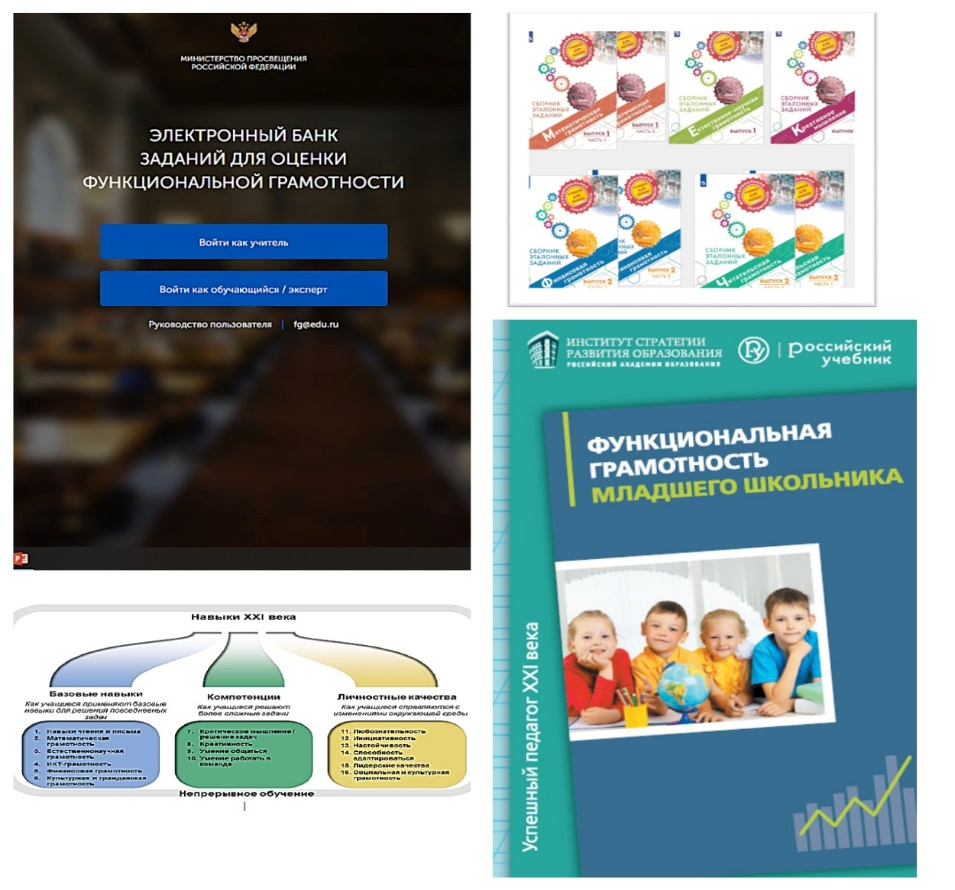 МИНИСТЕРСТВО ПРОСВЕЩЕНИЯ
РОССИЙСКОЙ ФЕДЕРАЦИИ
ЭЛЕКТРОННЫЙ БАНК
ЗАДАНИЙ ДЛЯ ОЦЕНКИ
ФУНКЦИОНАЛЬНОЙ ГРАМОТНОСТИ
Войти как учитель
Войти как обучающийся / эксперт
Руководство пользователя | fg@edu.ru
СБОРНИК
ЭТАЛОННЫХ
ЗАДАНИЙ
Математическая
грамотность
ВЫПУСК 1
ЧАСТЬ 1
СБОРНИК
ЭТАЛОННЫХ
ЗАДАНИЙ
Естественно-научная
грамотность
ВЫПУСК 1
СБОРНИК
ЭТАЛОННЫХ
ЗАДАНИЙ
Креативное
мышление
ВЫПУСК
СБОРНИК
ЭТАЛОННЫХ
ЗАДАНИЙ
Финансовая
грамотность
ВЫПУСК 2
ВЫПУСК 2
СБОРНИК
ЭТАЛОННЫХ
ЗАДАНИЙ
Читательская
грамотность
ВЫПУСК 2
ВЫПУСК 2
ИНСТИТУТ СТРАТЕГИИ
РАЗВИТИЯ ОБРАЗОВАНИЯ
РОССИЙСКОЙ АКАДЕМИИ ОБРАЗОВАНИЯ
российский
учебник
ФУНКЦИОНАЛЬНАЯ
ГРАМОТНОСТЬ
МЛАДШЕГО ШКОЛЬНИКА
Успешный педагог XXI века
Навыки XXI века
Базовые навыки
Как учащиеся применяют базовые
навыки для решения повседневных
задач
1. Навыки чтения и письма
2. Математическая
грамотность
3. Естественнонаучная
грамотность
4. ИКТ-грамотность
5. Финансовая грамотность
6. Культурная и гражданская
грамотность
Компетенции
Как учащиеся решают
более сложные задачи
7. Критическое мышление /
решение задач
8. Креативность
9. Умение общаться
10. Умение работать в
команде
Личностные качества
Как учащиеся справляются с
изменениями окружающей среды
11. Любознательность
12. Инициативность
13. Настойчивость
14. Способность
адаптироваться
15. Лидерские качества
16. Социальная и культурная
грамотность
Непрерывное обучение